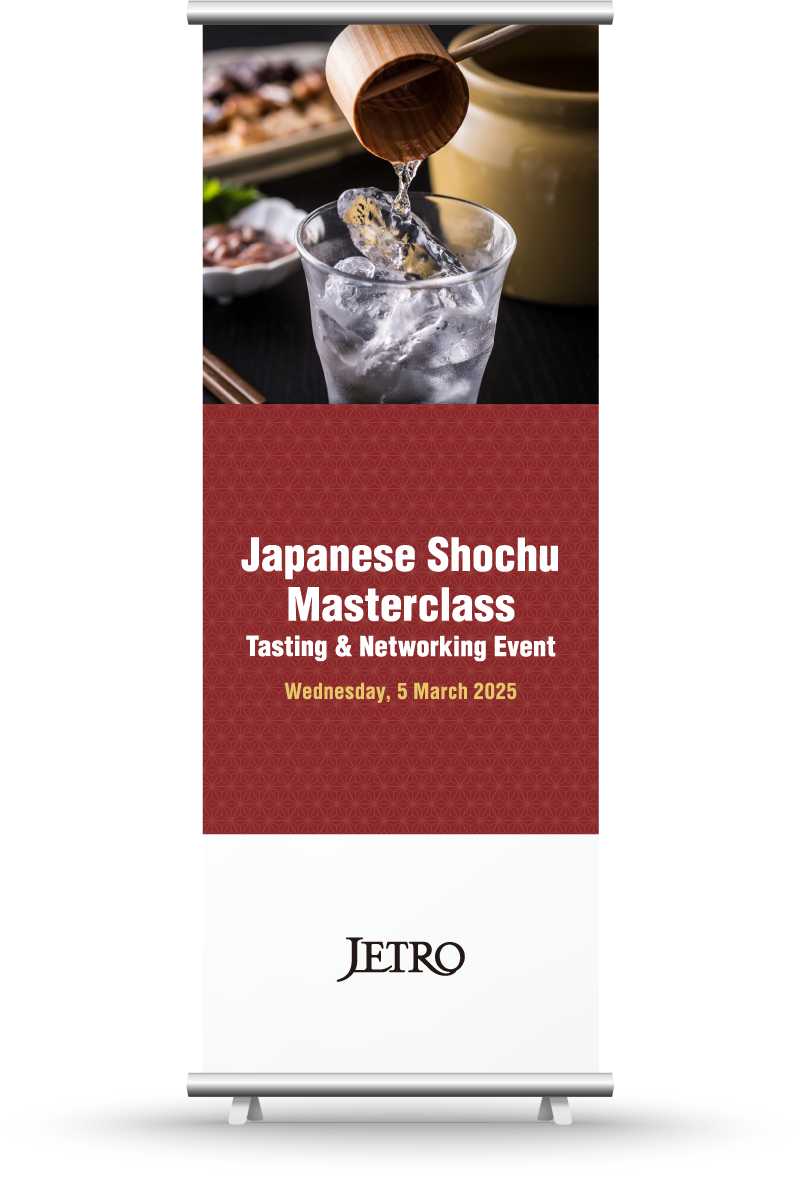 Japanese Shochu
Masterclass
Tasting & Networking Event
Wednesday, 5 March 2025
JETRO